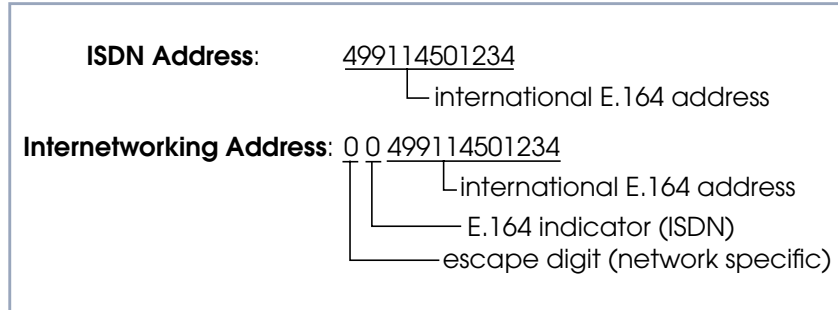 ISDN Address: 499114501234
international E.164 address
Internetworking Address: 0 0 499114501234
international E.164 address
E.164 indicator (ISDN)
escape digit (network specific)